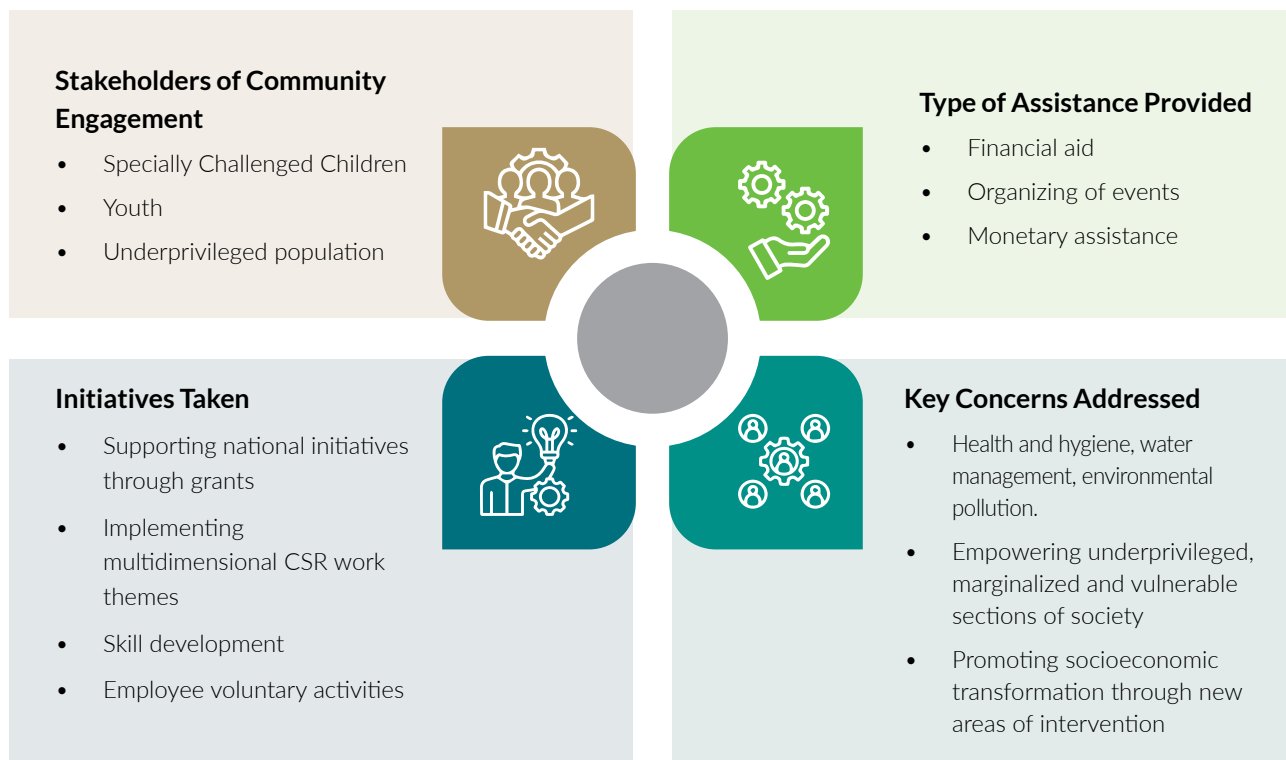 Stakeholders of Community
Engagement
• Specially Challenged Children
• Youth
• Underprivileged population
Type of Assistance Provided
• Financial aid
• Organizing of events
• Monetary assistance
Initiatives Taken
• Supporting national initiatives
through grants
• Implementing
multidimensional CSR work
themes
• Skill development
• Employee voluntary activities
Key Concerns Addressed
• Health and hygiene, water
management, environmental
pollution.
• Empowering underprivileged,
marginalized and vulnerable
sections of society
• Promoting socioeconomic
transformation through new
areas of intervention